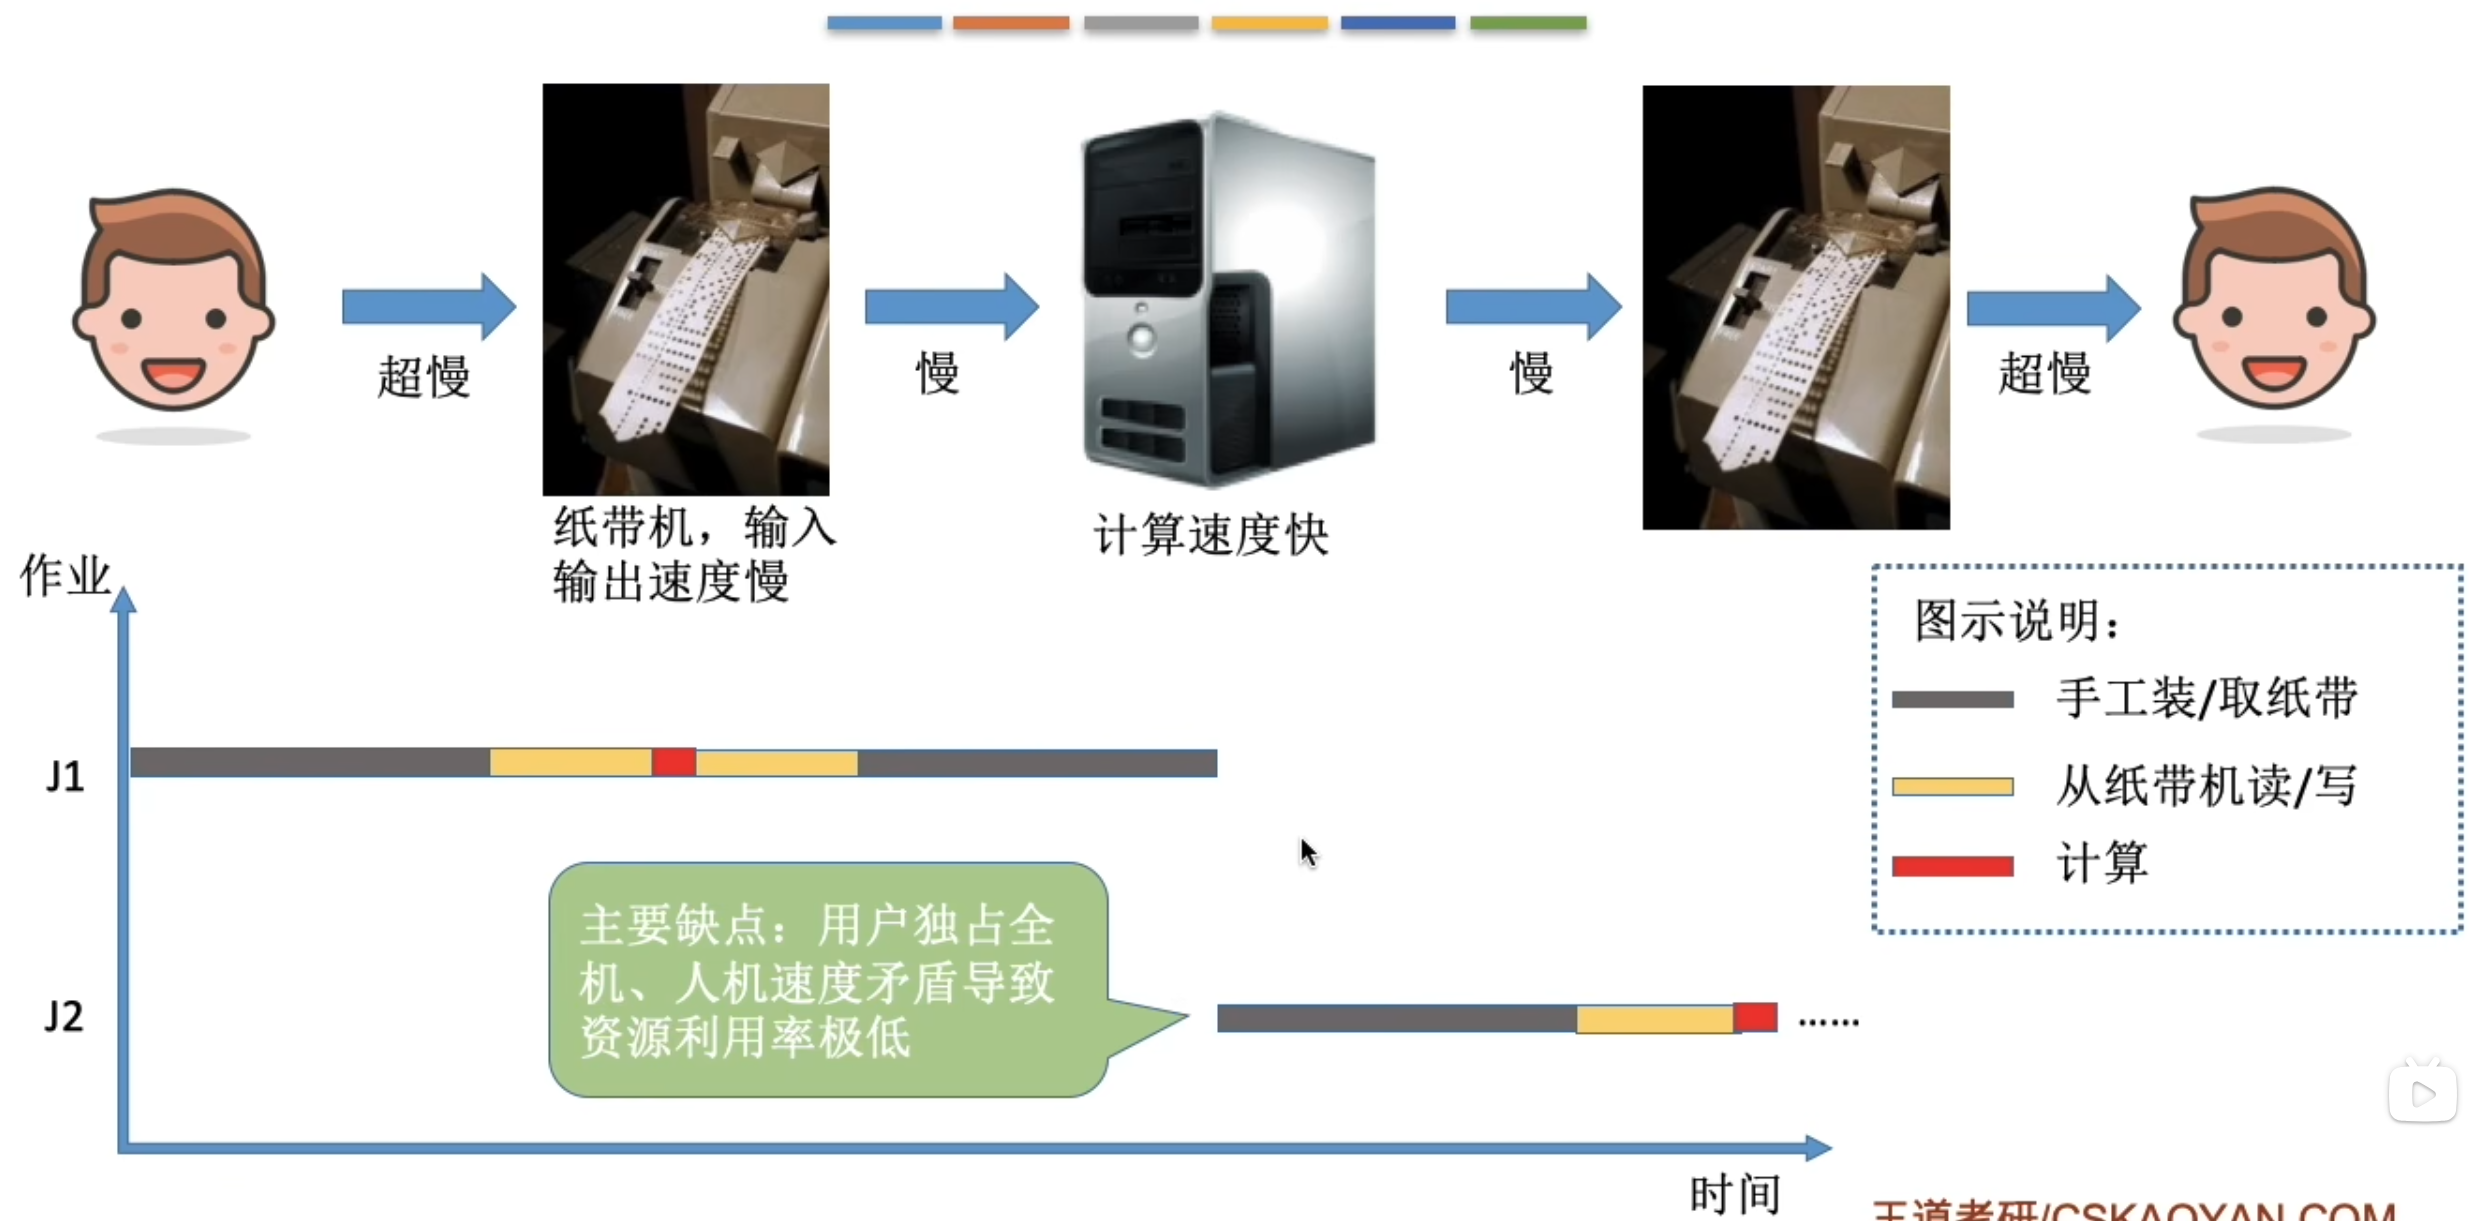 超慢
慢
慢
超慢
纸带机，输入
输出速度慢
计算速度快
作业
图示说明：
手工装/取纸带
从纸带机读/写
计算
J1
主要缺点：用户独占全
机、人机速度矛盾导致
资源利用率极低
J2
……
时间
王道考研/CSKAOYAN.COM